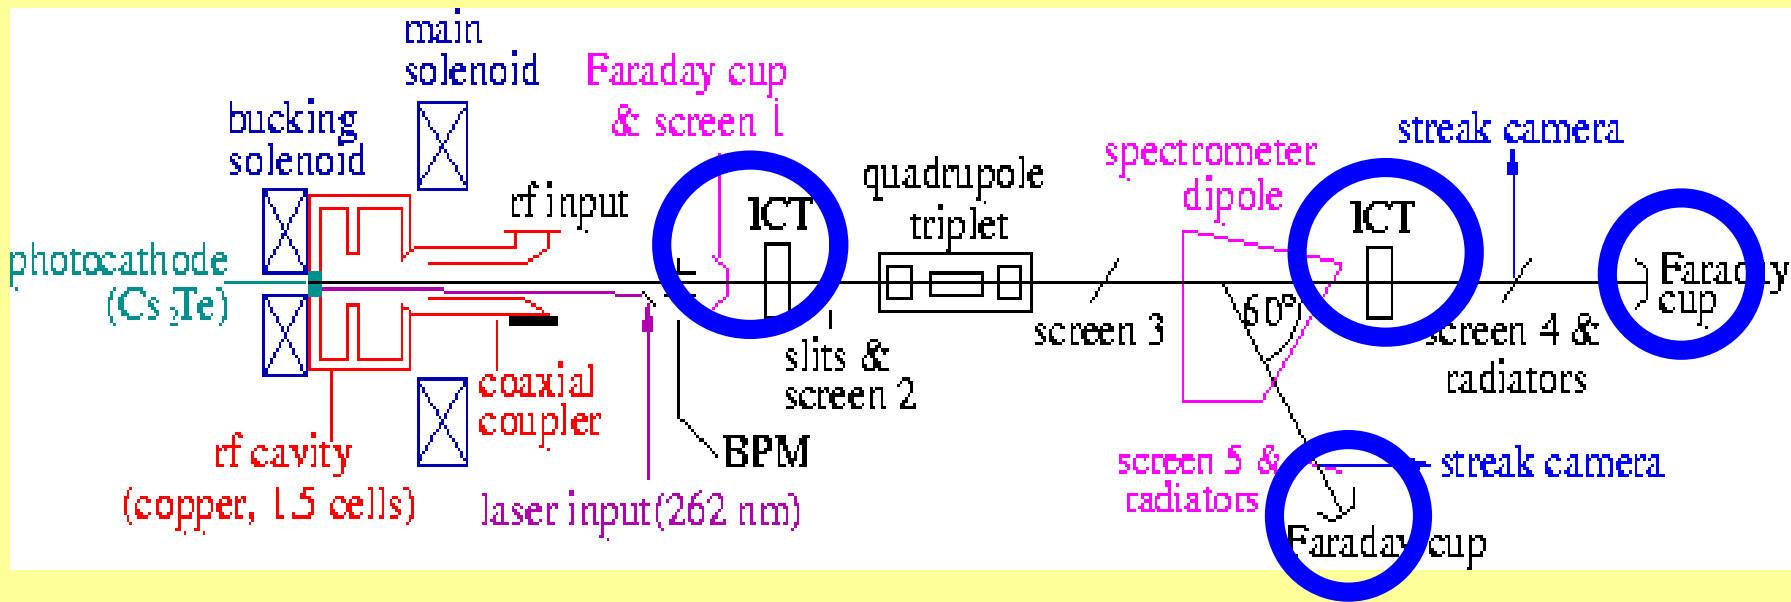 main
solenoid
Faraday cup
& screen 1
bucking
solenoid
streak camera
spectrometer
dipole
quadrupole
triplet
rf input
ICT
ICT
photocathode
(Cs2Te)
Faraday
cup
60°
screen 3
screen 4 &
radiators
slits &
screen 2
coaxial
coupler
rf cavity
(copper, 1.5 cells)
BPM
laser input(262 nm)
screen 5 &
radiators
streak camera
Faraday cup